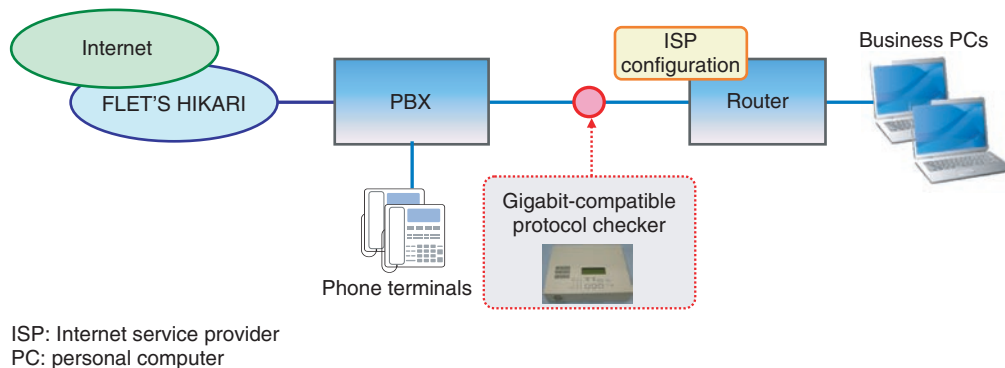 Internet
FLET'S HIKARI
PBX
ISP
configuration
Router
Business PCs
Gigabit-compatible
protocol checker
Phone terminals
ISP: Internet service provider
PC: personal computer